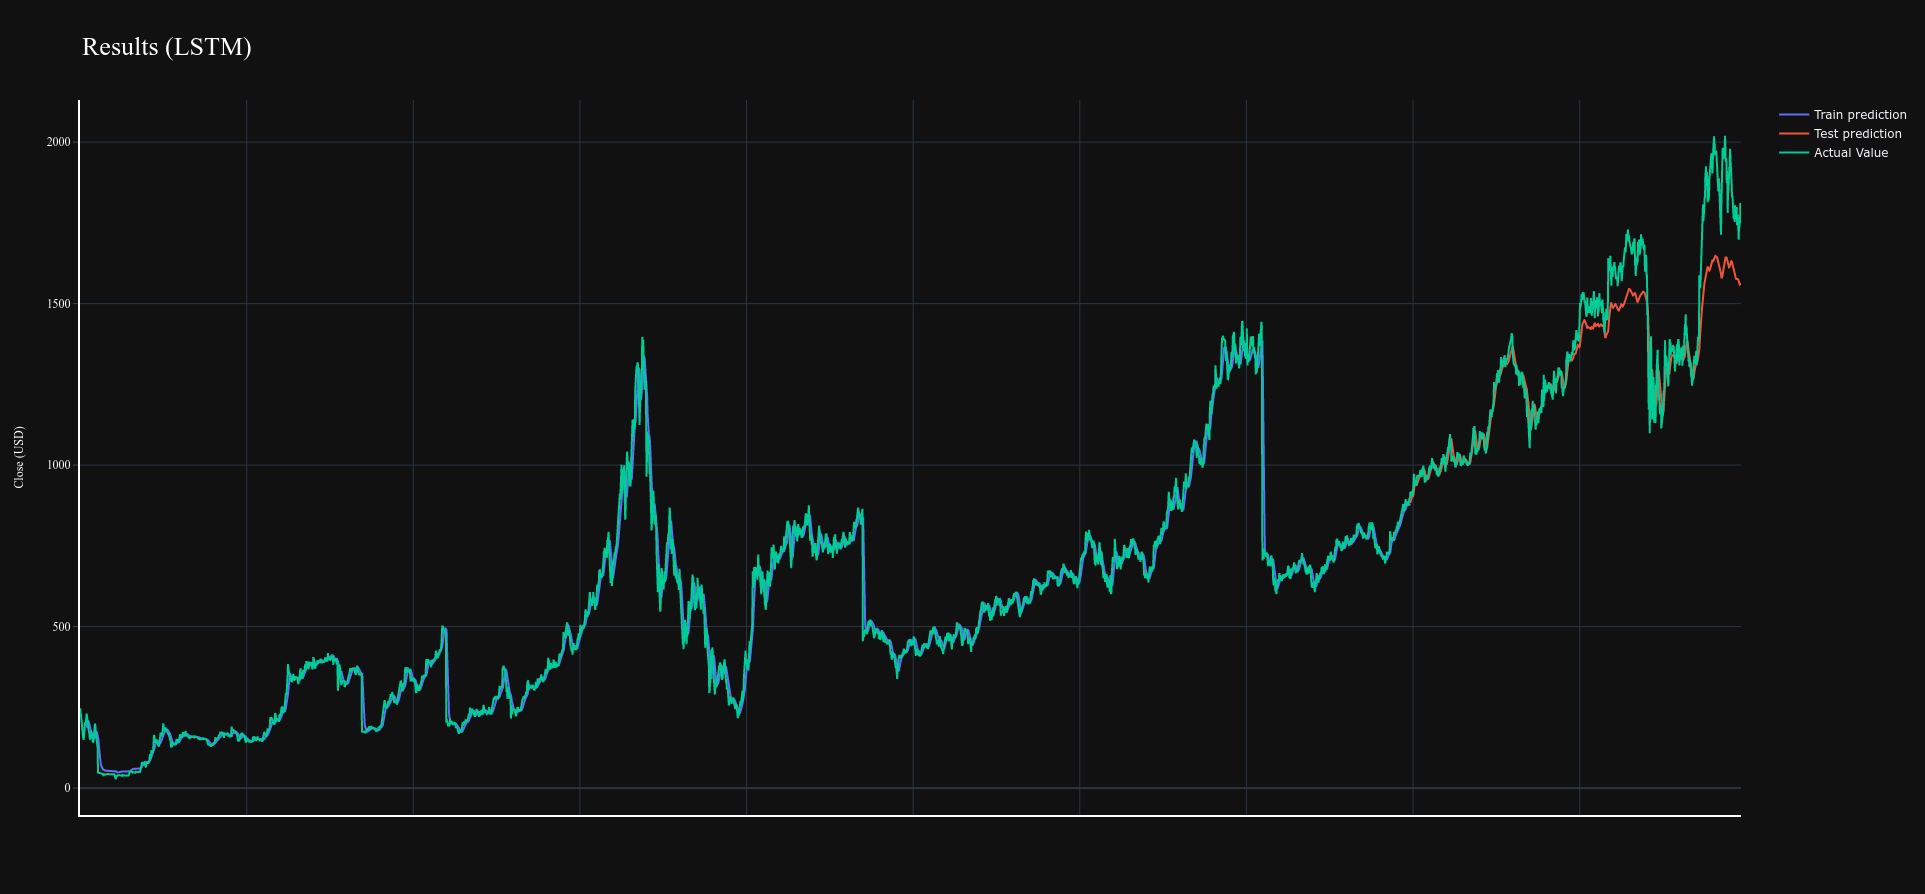 Results (LSTM)
Train prediction
Test prediction
Actual Value
2000
1500
1000
500
0
Close (USD)